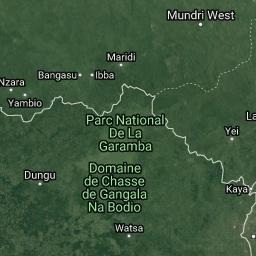 Mundri West
Maridi
Bangasu
Ibba
Nzara
Yambio
La
Parc National
De La
Garamba
Yei
Domaine
de Chasse
de Gangala
Na Bodio
Dungu
Kaya
Watsa